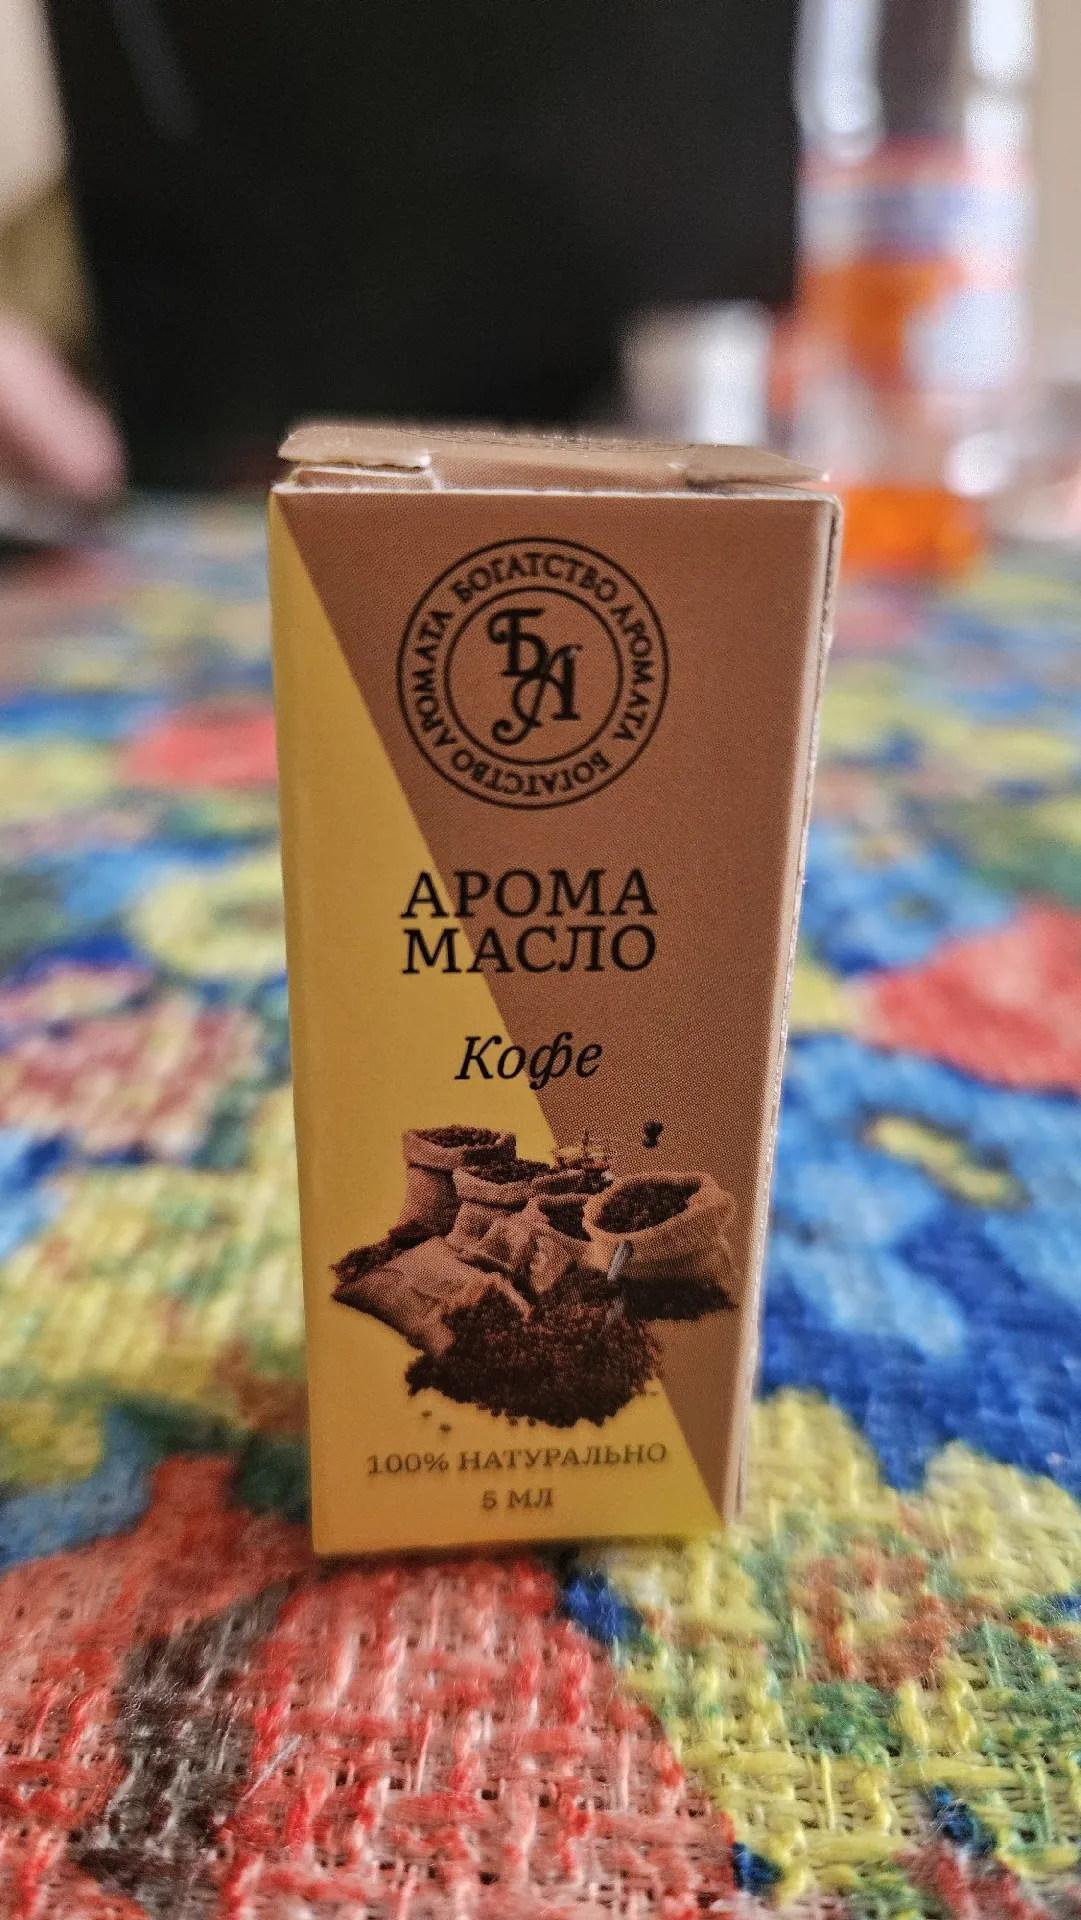 БОГАТСТВО АРОМАТА БОГАТСТВО АРОМАТА
БА
АРОМА
МАСЛО
Кофе
100% НАТУРАЛЬНО
5 МЛ